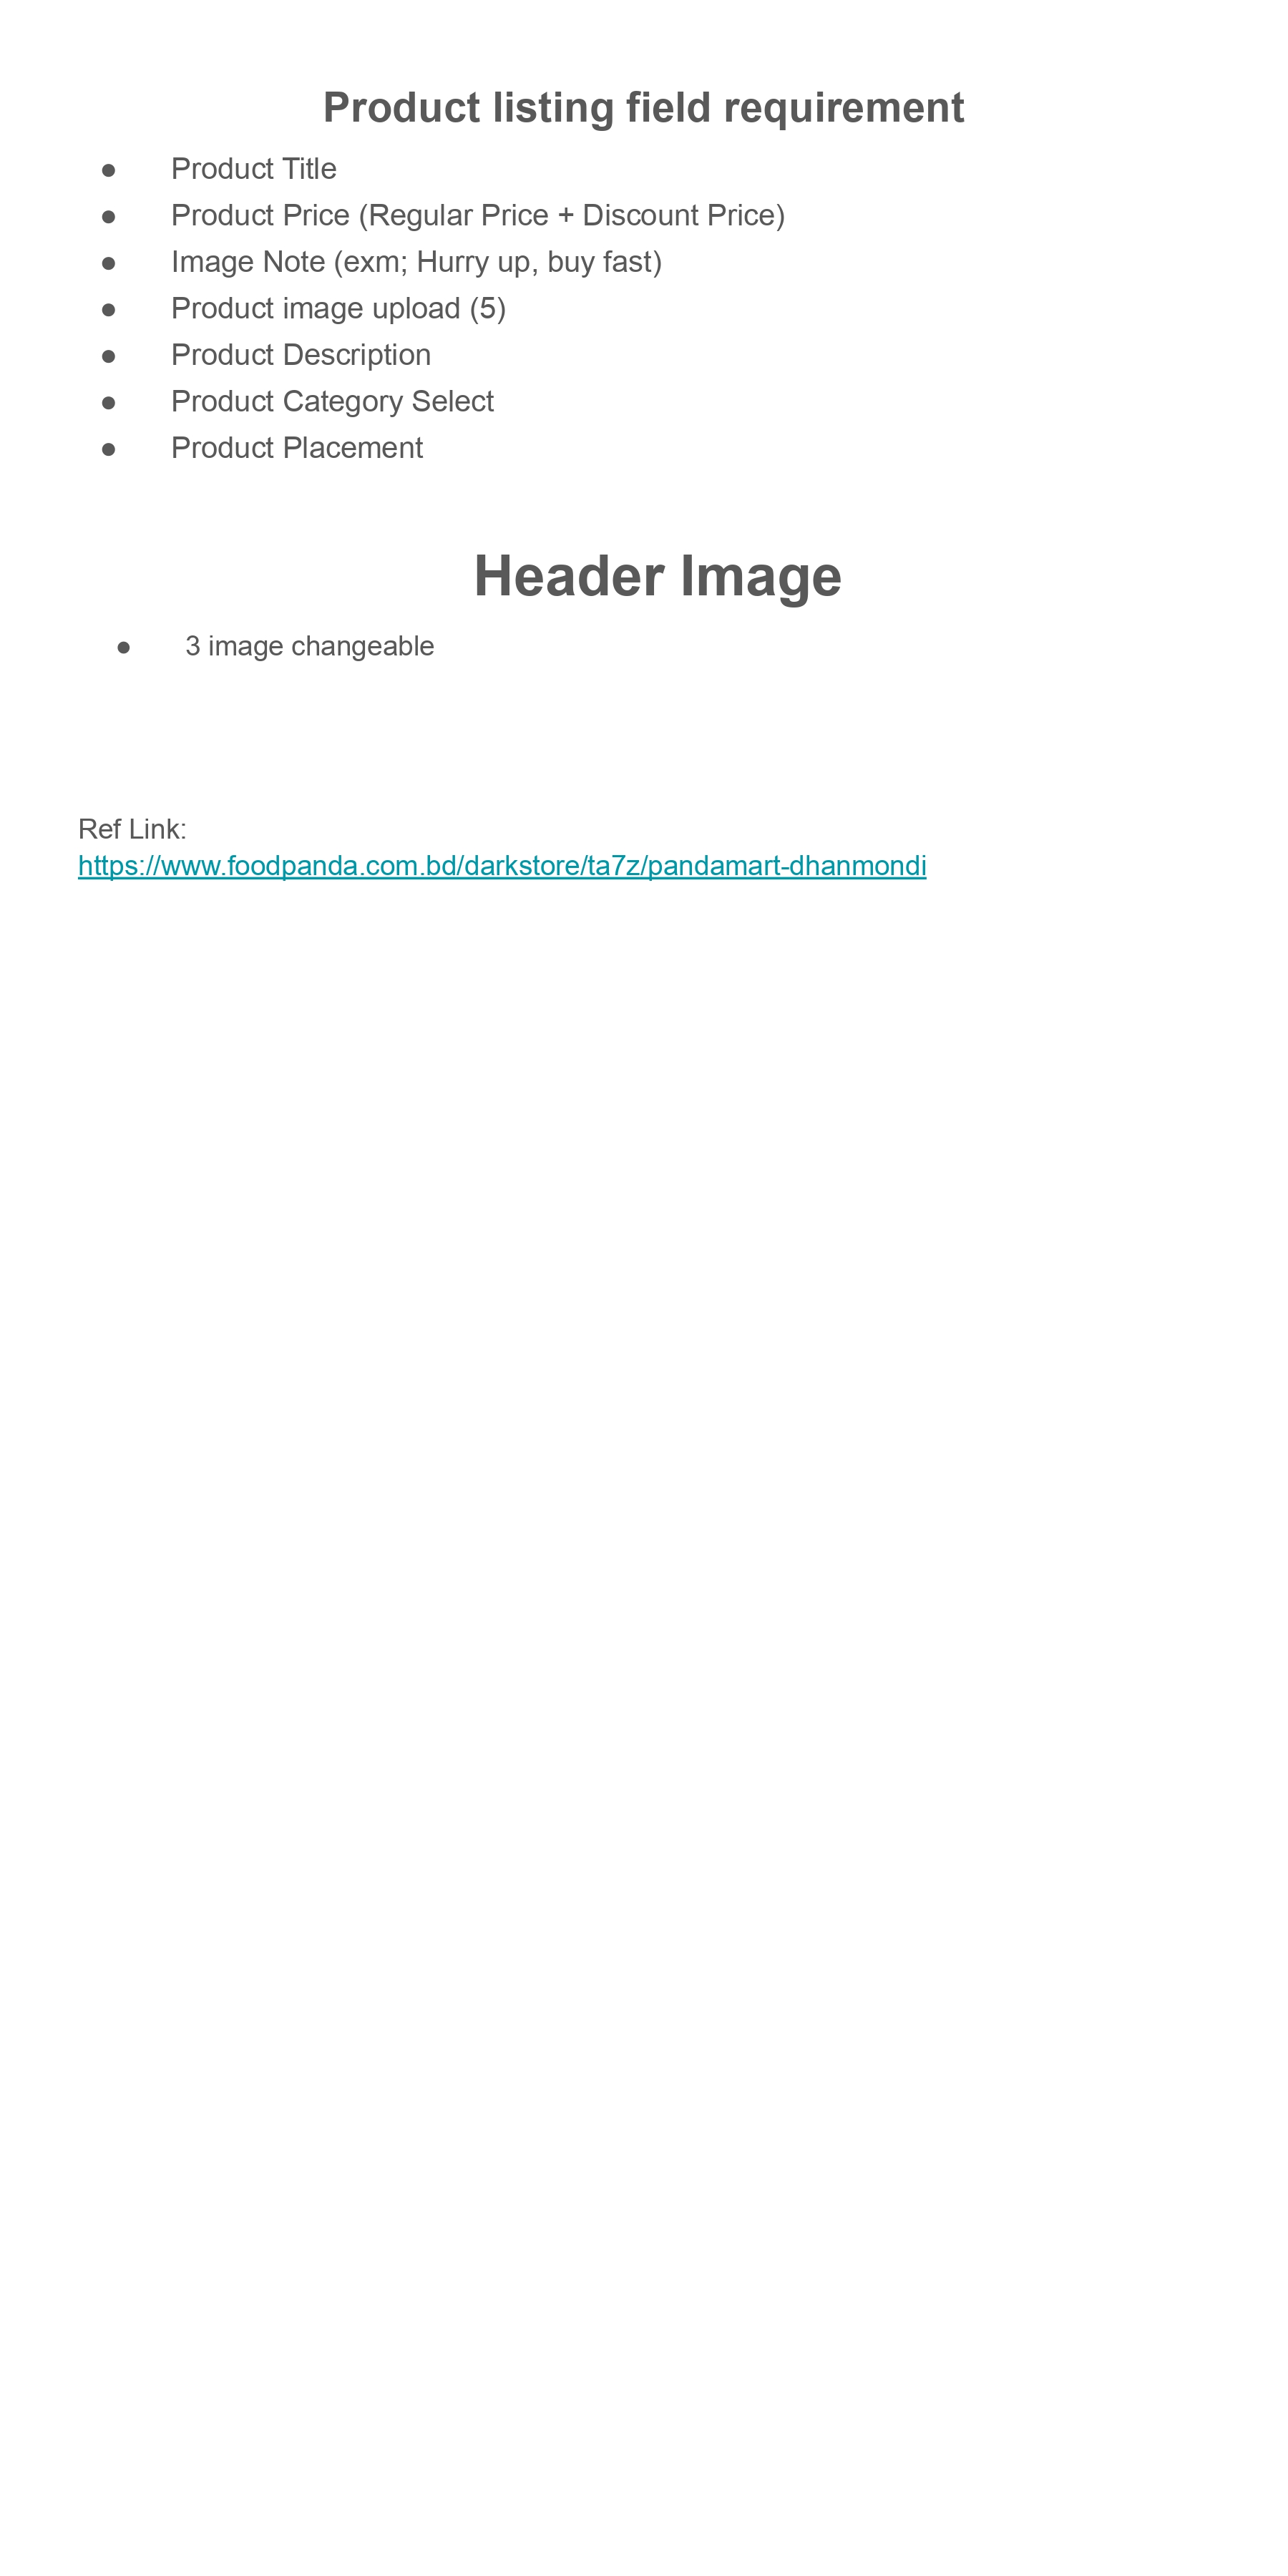 Product listing field requirement
● Product Title
● Product Price (Regular Price + Discount Price)
● Image Note (exm; Hurry up, buy fast)
● Product image upload (5)
● Product Description
● Product Category Select
● Product Placement
Header Image
● 3 image changeable
Ref Link:
https://www.foodpanda.com.bd/darkstore/ta7z/pandamart-dhanmondi